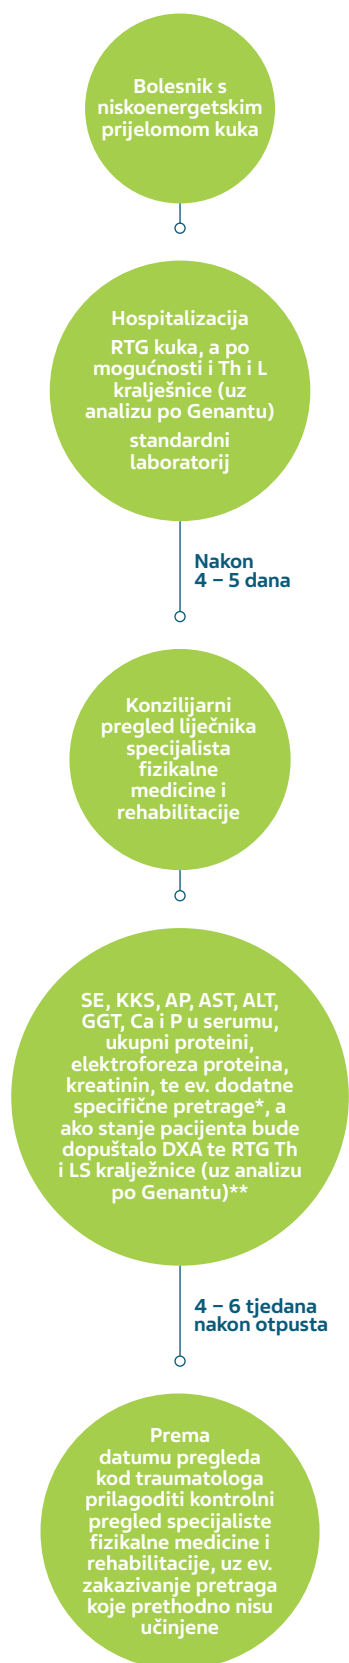 Bolesnik s
niskoenergetskim
prijelomom kuka
Hospitalizacija
RTG kuka, a po
mogućnosti i Th i L
kralješnice (uz
analizu po Genantu)
standardni
laboratorij
Nakon
4 – 5 dana
Konzilijarni
pregled liječnika
specijalista
fizikalne
medicine i
rehabilitacije
SE, KKS, AP, AST, ALT,
GGT, Ca i P u serumu,
ukupni proteini,
elektroforeza proteina,
kreatinin, te ev. dodatne
specifične pretrage*, a
ako stanje pacijenta bude
dopuštalo DXA te RTG Th
i LS kralježnice (uz analizu
po Genantu)**
4 – 6 tjedana
nakon otpusta
Prema
datumu pregleda
kod traumatologa
prilagoditi kontrolni
pregled specijaliste
fizikalne medicine i
rehabilitacije, uz ev.
zakazivanje pretraga
koje prethodno nisu
učinjene